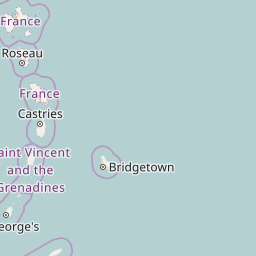 France
Roseau
France
Castries
aint Vincent
and the
Grenadines
Bridgetown
eorge's